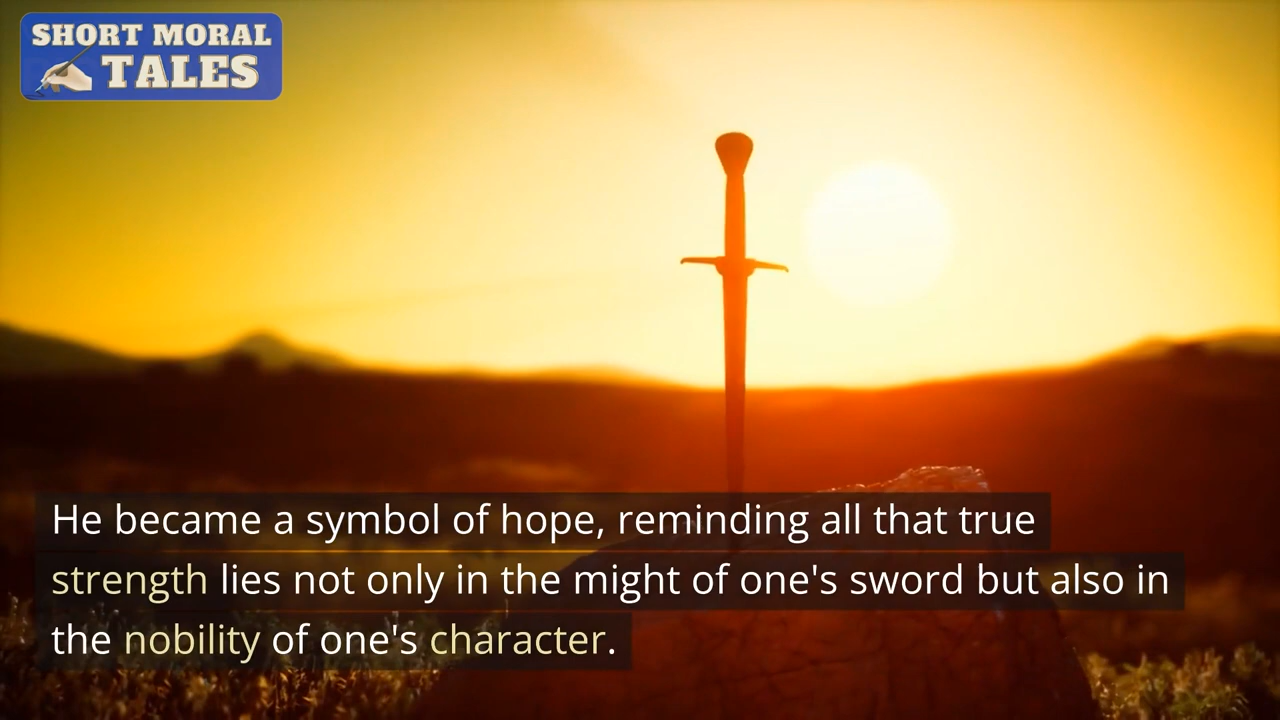 SHORT MORAL
TALES
He became a symbol of hope, reminding all that true
strength lies not only in the might of one's sword but also in
the nobility of one's character.